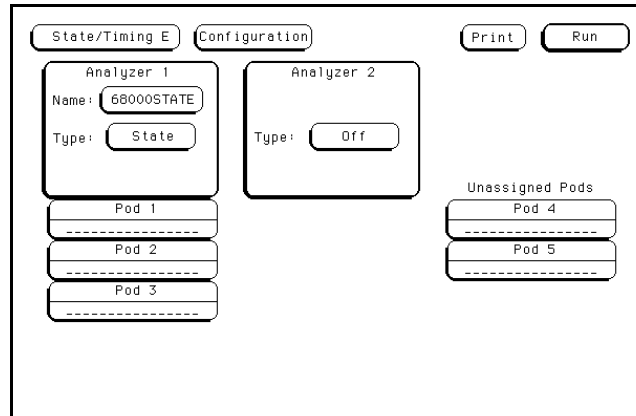 State/Timing E Configuration Print Run
Analyzer 1 Analyzer 2
Name: 68000STATE
Type: State Type: Off
Unassigned Pods
Pod 1 Pod 4
----------------
Pod 2 Pod 5
----------------
Pod 3
----------------